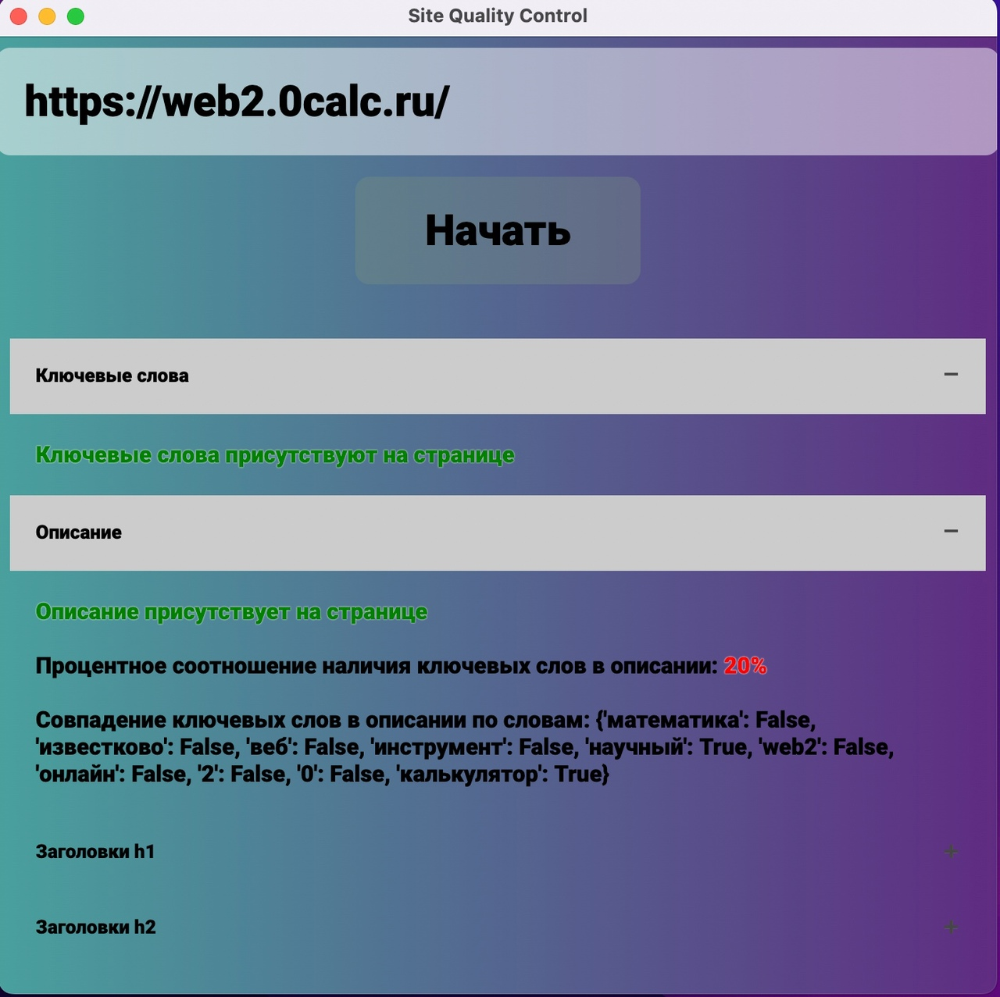 Site Quality Control
https://web2.0calc.ru/
Начать
Ключевые слова
Ключевые слова присутствуют на странице
Описание
Описание присутствует на странице
Процентное соотношение наличия ключевых слов в описании: 20%
Совпадение ключевых слов в описании по словам: {'математика': False,
'известково': False, 'веб': False, 'инструмент': False, 'научный': True, 'web2': False,
'онлайн': False, '2': False, '0': False, 'калькулятор': True}
Заголовки h1
Заголовки h2